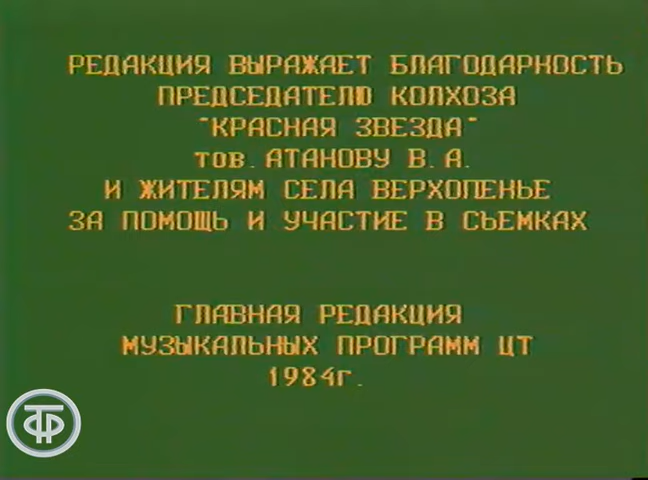 РЕДАКЦИЯ ВЫРАЖАЕТ БЛАГОДАРНОСТЬ
ПРЕДСЕДАТЕЛЮ КОЛХОЗА
"КРАСНАЯ ЗВЕЗДА"
тов. АТАНОВУ В. А.
И ЖИТЕЛЯМ СЕЛА ВЕРХОПЕНЬЕ
ЗА ПОМОЩЬ И УЧАСТИЕ В СЪЕМКАХ
ГЛАВНАЯ РЕДАКЦИЯ
МУЗЫКАЛЬНЫХ ПРОГРАММ ЦТ
1984г.